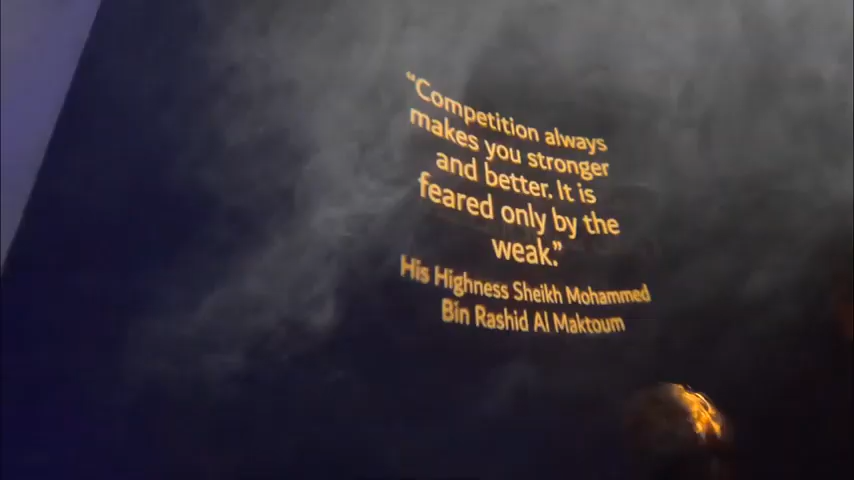 “Competition always
makes you stronger
and better. It is
feared only by the
weak.”
His Highness Sheikh Mohammed
Bin Rashid Al Maktoum